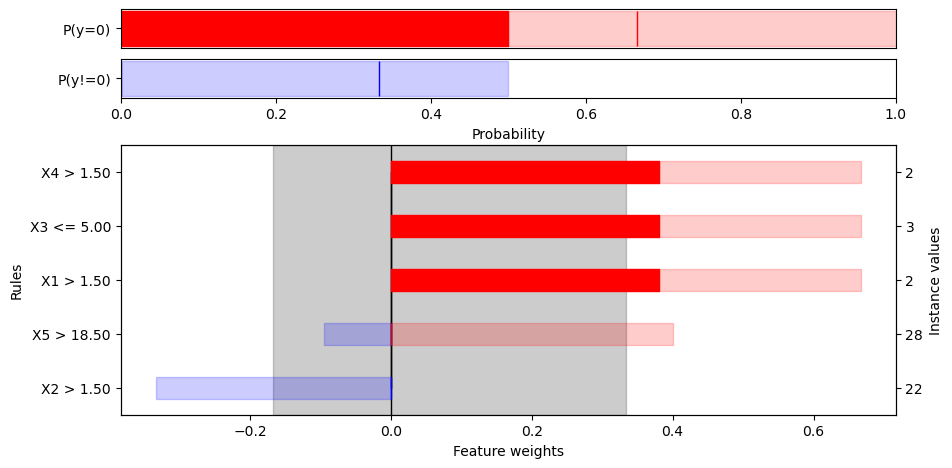 P(y=0)
P(y!=0)
0.0 0.2 0.4 0.6 0.8 1.0
Probability
X4 > 1.50 2
X3 <= 5.00 3
X1 > 1.50 2
X5 > 18.50 28
X2 > 1.50 22
Rules
Instance values
−0.2 0.0 0.2 0.4 0.6
Feature weights